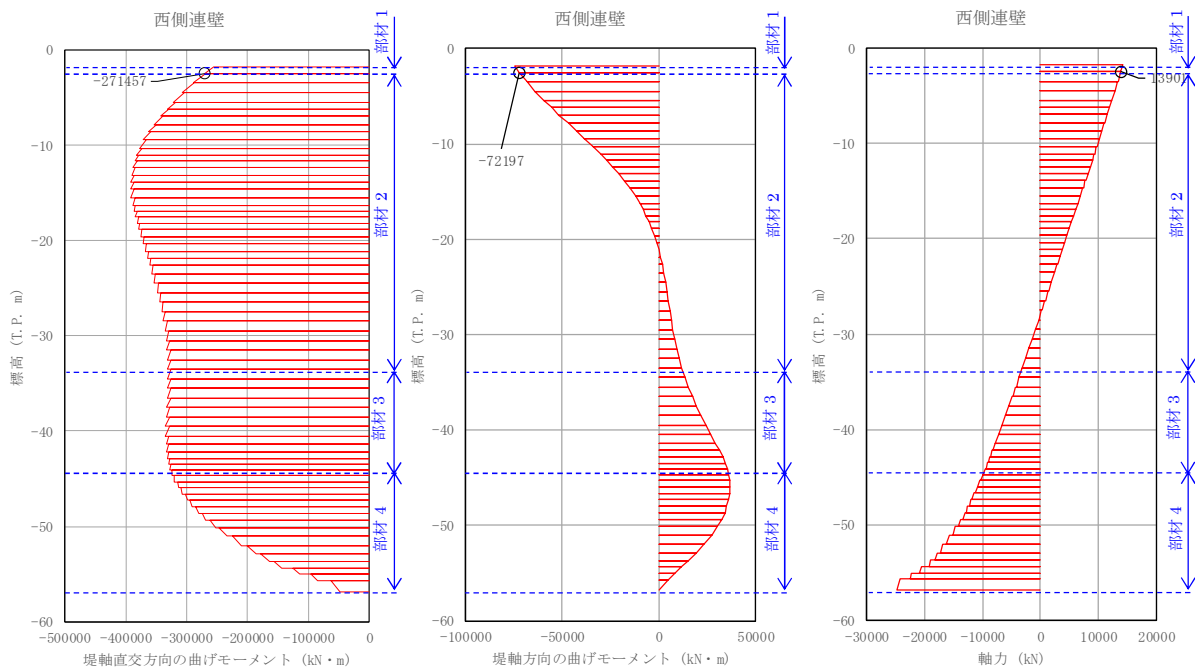 西側連壁
0
-10
-20
-30
-40
-50
-60
標高 (T.P. m)
-271457
-500000 -400000 -300000 -200000 -100000 0
堤軸直交方向の曲げモーメント (kN・m)
部材 1
部材 2
部材 3
部材 4
西側連壁
0
-10
-20
-30
-40
-50
-60
標高 (T.P. m)
-72197
-100000 -50000 0 50000
堤軸方向の曲げモーメント (kN・m)
部材 1
部材 2
部材 3
部材 4
西側連壁
0
-10
-20
-30
-40
-50
-60
標高 (T.P. m)
-30000 -20000 -10000 0 10000 20000
軸力 (kN)
部材 1
部材 2
部材 3
部材 4